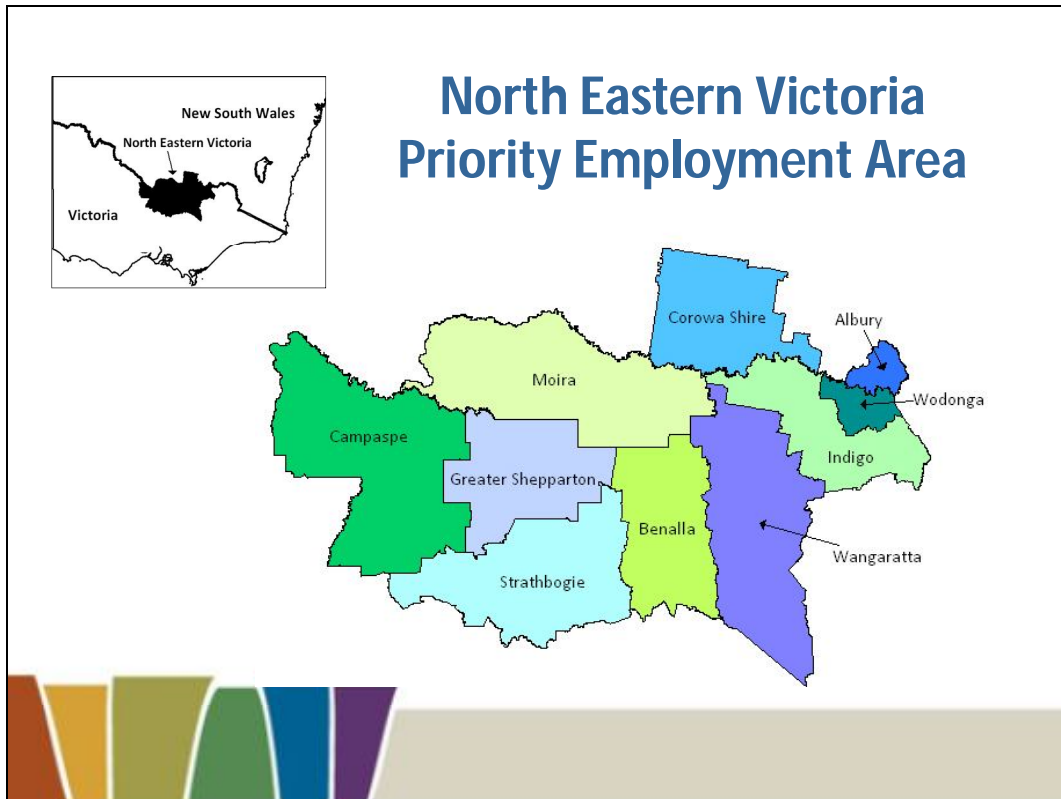 North Eastern Victoria
Priority Employment Area
New South Wales
North Eastern Victoria
Victoria
Corowa Shire
Albury
Moira
Wodonga
Campaspe
Indigo
Greater Shepparton
Benalla
Wangaratta
Strathbogie